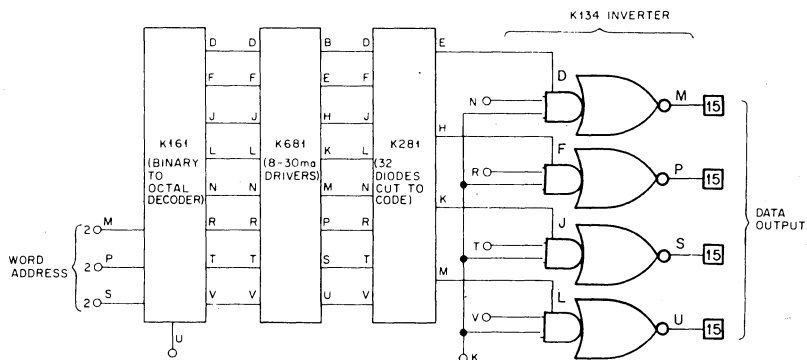 K134 INVERTER
D D B D E
F F E F
J J H J
L L K L
N N M N
R R P R
T T S T
V V U V
K161
(BINARY
TO
OCTAL
DECODER)
K681
(8-30ma
DRIVERS)
K281
(32
DIODES
CUT TO
CODE)
H
K
M
WORD
ADDRESS
2 M
2 P
2 S
U
D
N
M
15
F
R
P
15
J
T
S
15
L
V
U
15
K
DATA
OUTPUT